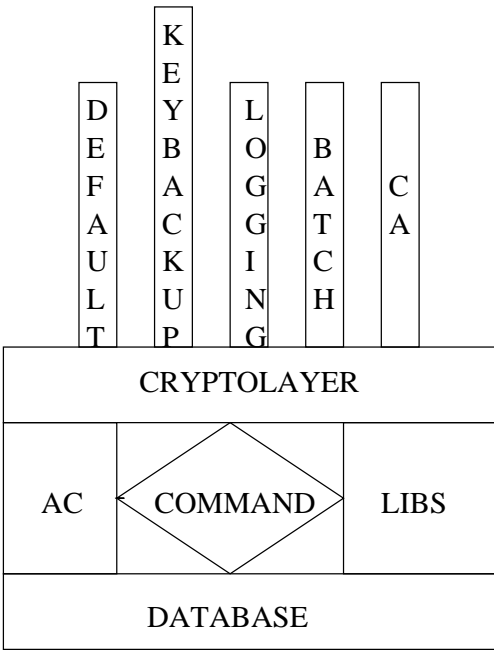 DEFAULT
KEYBACKUP
LOGGING
BATCH
CA
CRYPTOLAYER
AC
COMMAND
LIBS
DATABASE